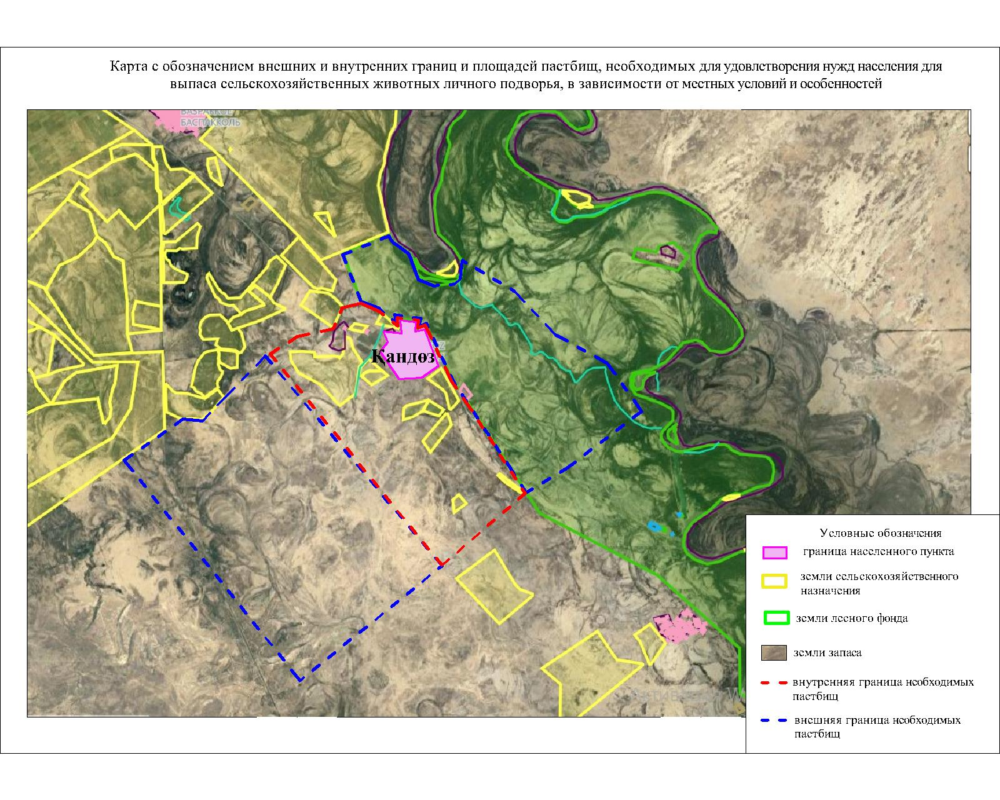 Карта с обозначением внешних и внутренних границ и площадей пастбищ, необходимых для удовлетворения нужд населения для
выпаса сельскохозяйственных животных личного подворья, в зависимости от местных условий и особенностей
BASPAKKOL
БАСПАККОЛЬ
Қандөз
Условные обозначения
граница населенного пункта
земли сельскохозяйственного
назначения
земли лесного фонда
земли запаса
внутренняя граница необходимых
пастбищ
внешняя граница необходимых
пастбищ